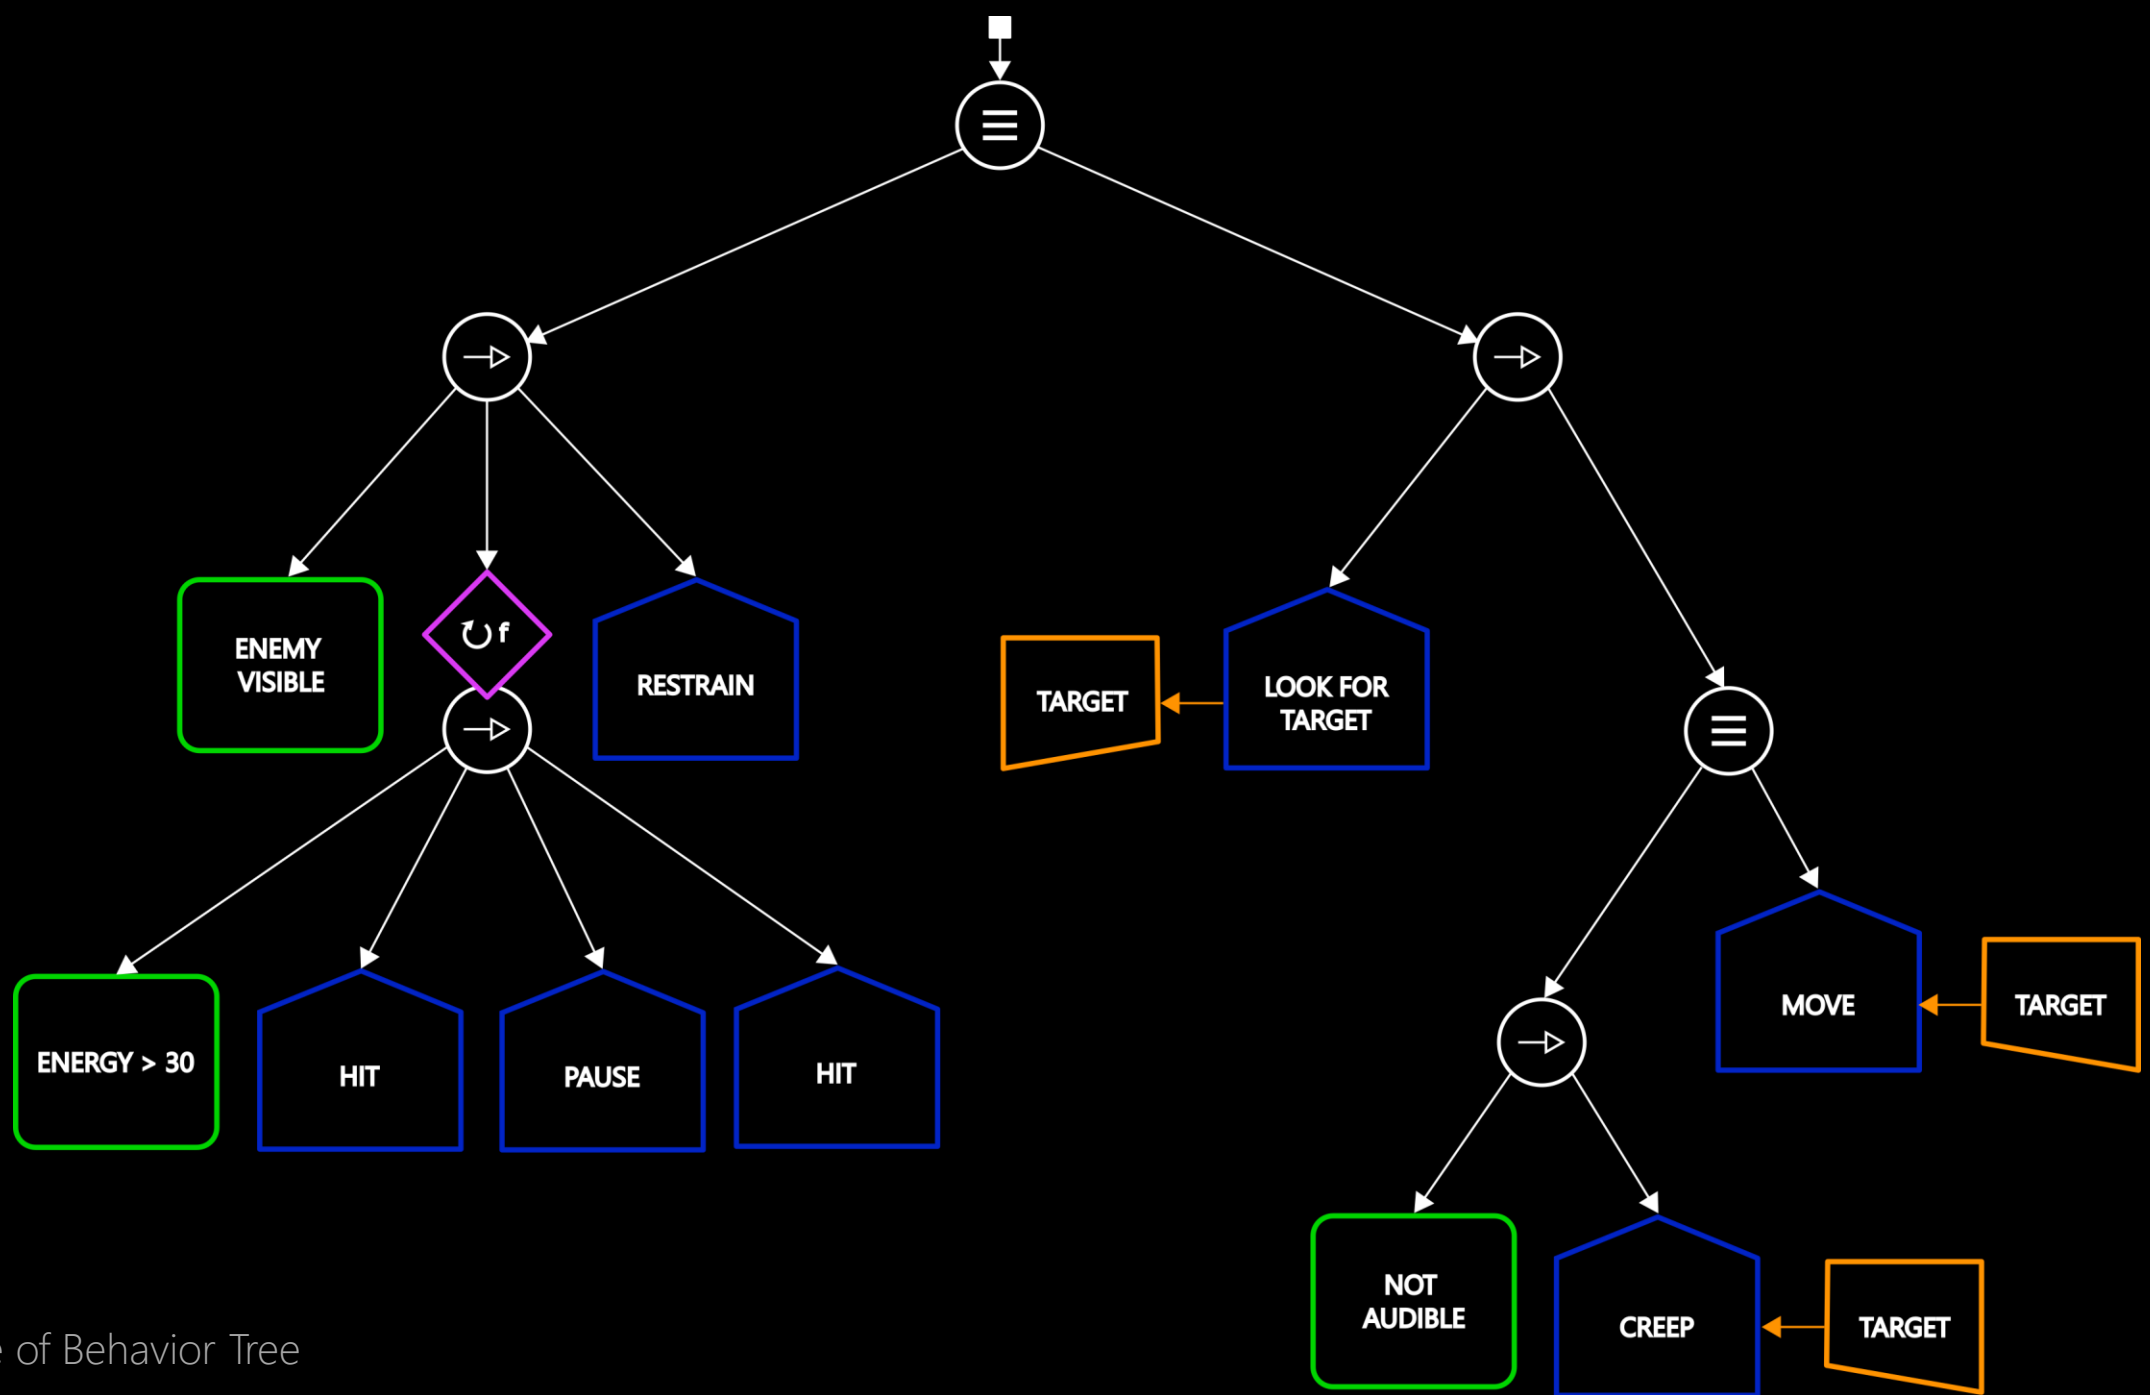 f
ENEMY
VISIBLE
RESTRAIN
TARGET
LOOK FOR
TARGET
ENERGY > 30
HIT
PAUSE
HIT
MOVE
TARGET
NOT
AUDIBLE
CREEP
TARGET
of Behavior Tree